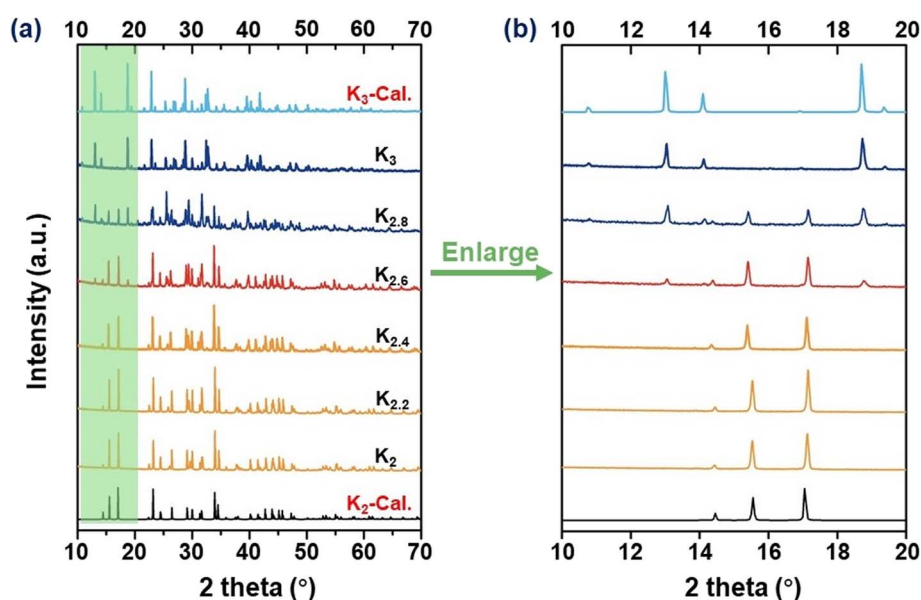 (a)
10 20 30 40 50 60 70
K3-Cal.
K3
K2.8
K2.6
K2.4
K2.2
K2
K2-Cal.
10 20 30 40 50 60 70
2 theta (°)
Intensity (a.u.)
Enlarge
(b)
10 12 14 16 18 20
10 12 14 16 18 20
2 theta (°)